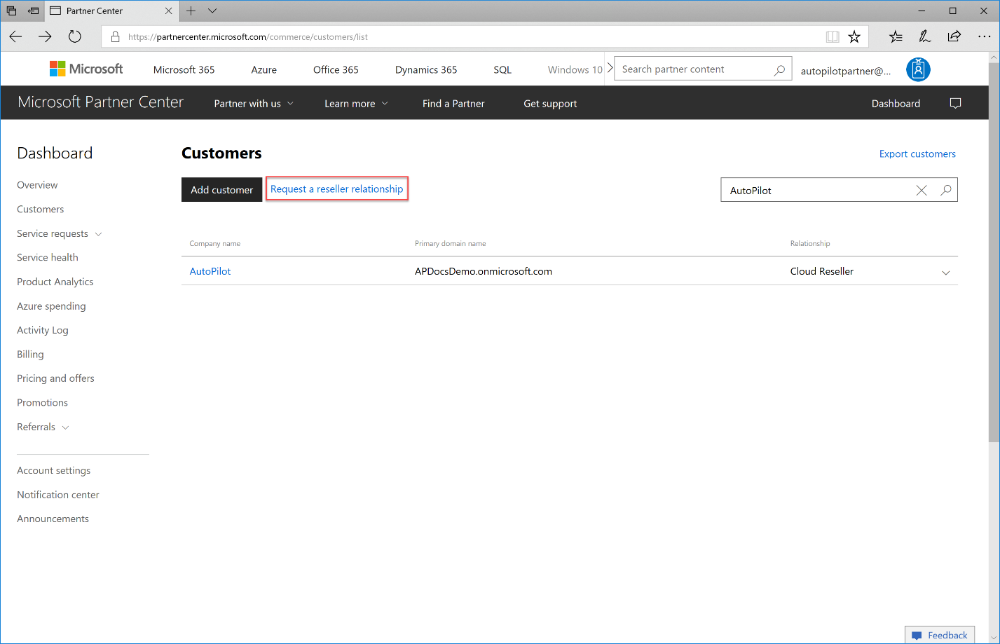 Partner Center
https://partnercenter.microsoft.com/commerce/customers/list
Microsoft
Microsoft 365
Azure
Office 365
Dynamics 365
SQL
Windows 10
Search partner content
autopilotpartner@...
Microsoft Partner Center
Partner with us
Learn more
Find a Partner
Get support
Dashboard
Dashboard
Overview
Customers
Service requests
Service health
Product Analytics
Azure spending
Activity Log
Billing
Pricing and offers
Promotions
Referrals
Account settings
Notification center
Announcements
Customers
Export customers
Add customer
Request a reseller relationship
AutoPilot
Company name
Primary domain name
Relationship
AutoPilot
APDocsDemo.onmicrosoft.com
Cloud Reseller
Feedback